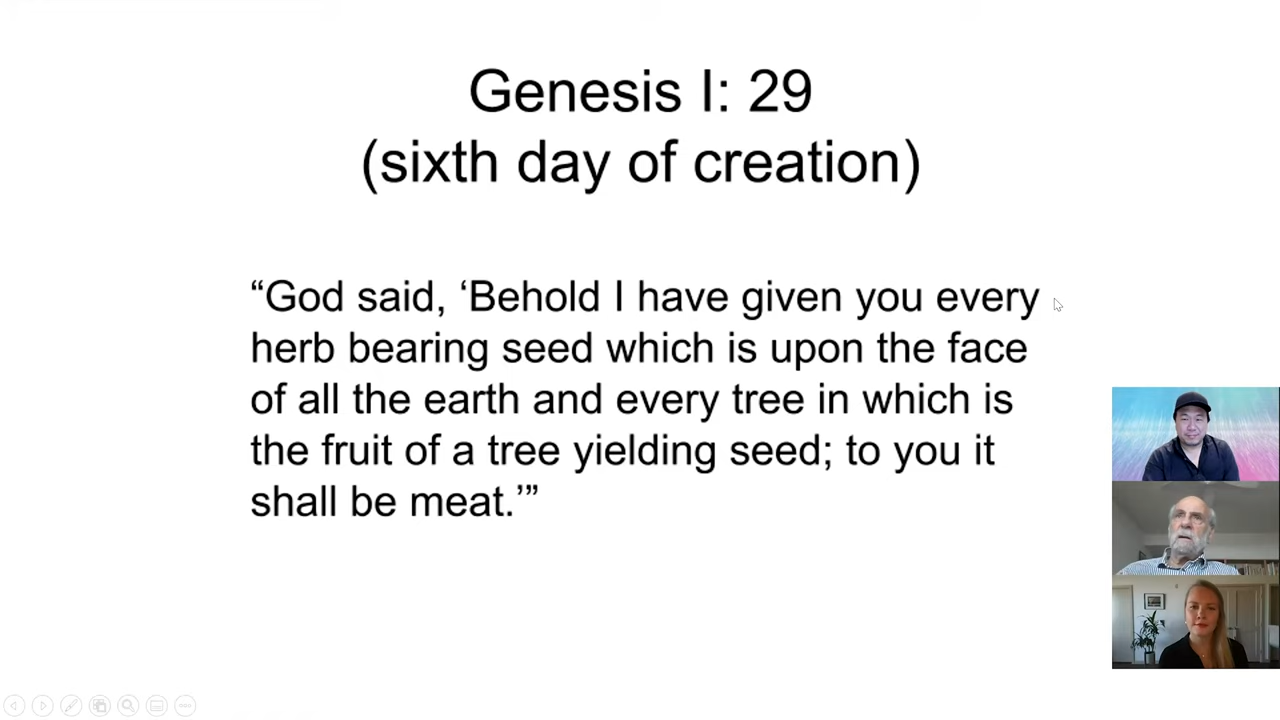 Genesis I: 29
(sixth day of creation)
“God said, ‘Behold I have given you every
herb bearing seed which is upon the face
of all the earth and every tree in which is
the fruit of a tree yielding seed; to you it
shall be meat.’”